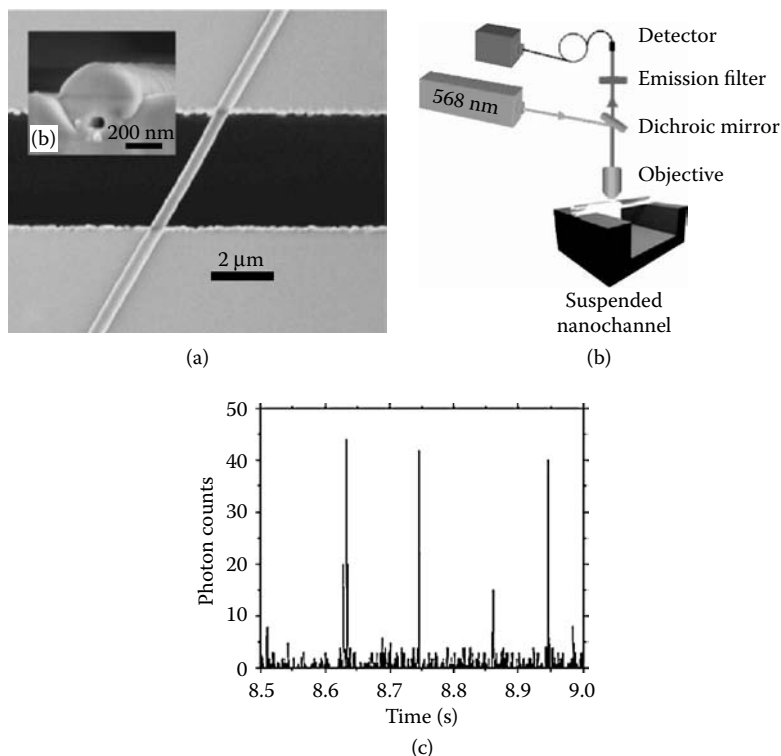 (b)
200 nm
2 μm
(a)
568 nm
Detector
Emission filter
Dichroic mirror
Objective
Suspended
nanochannel
(b)
50
40
30
20
10
0
Photon counts
8.5 8.6 8.7 8.8 8.9 9.0
Time (s)
(c)